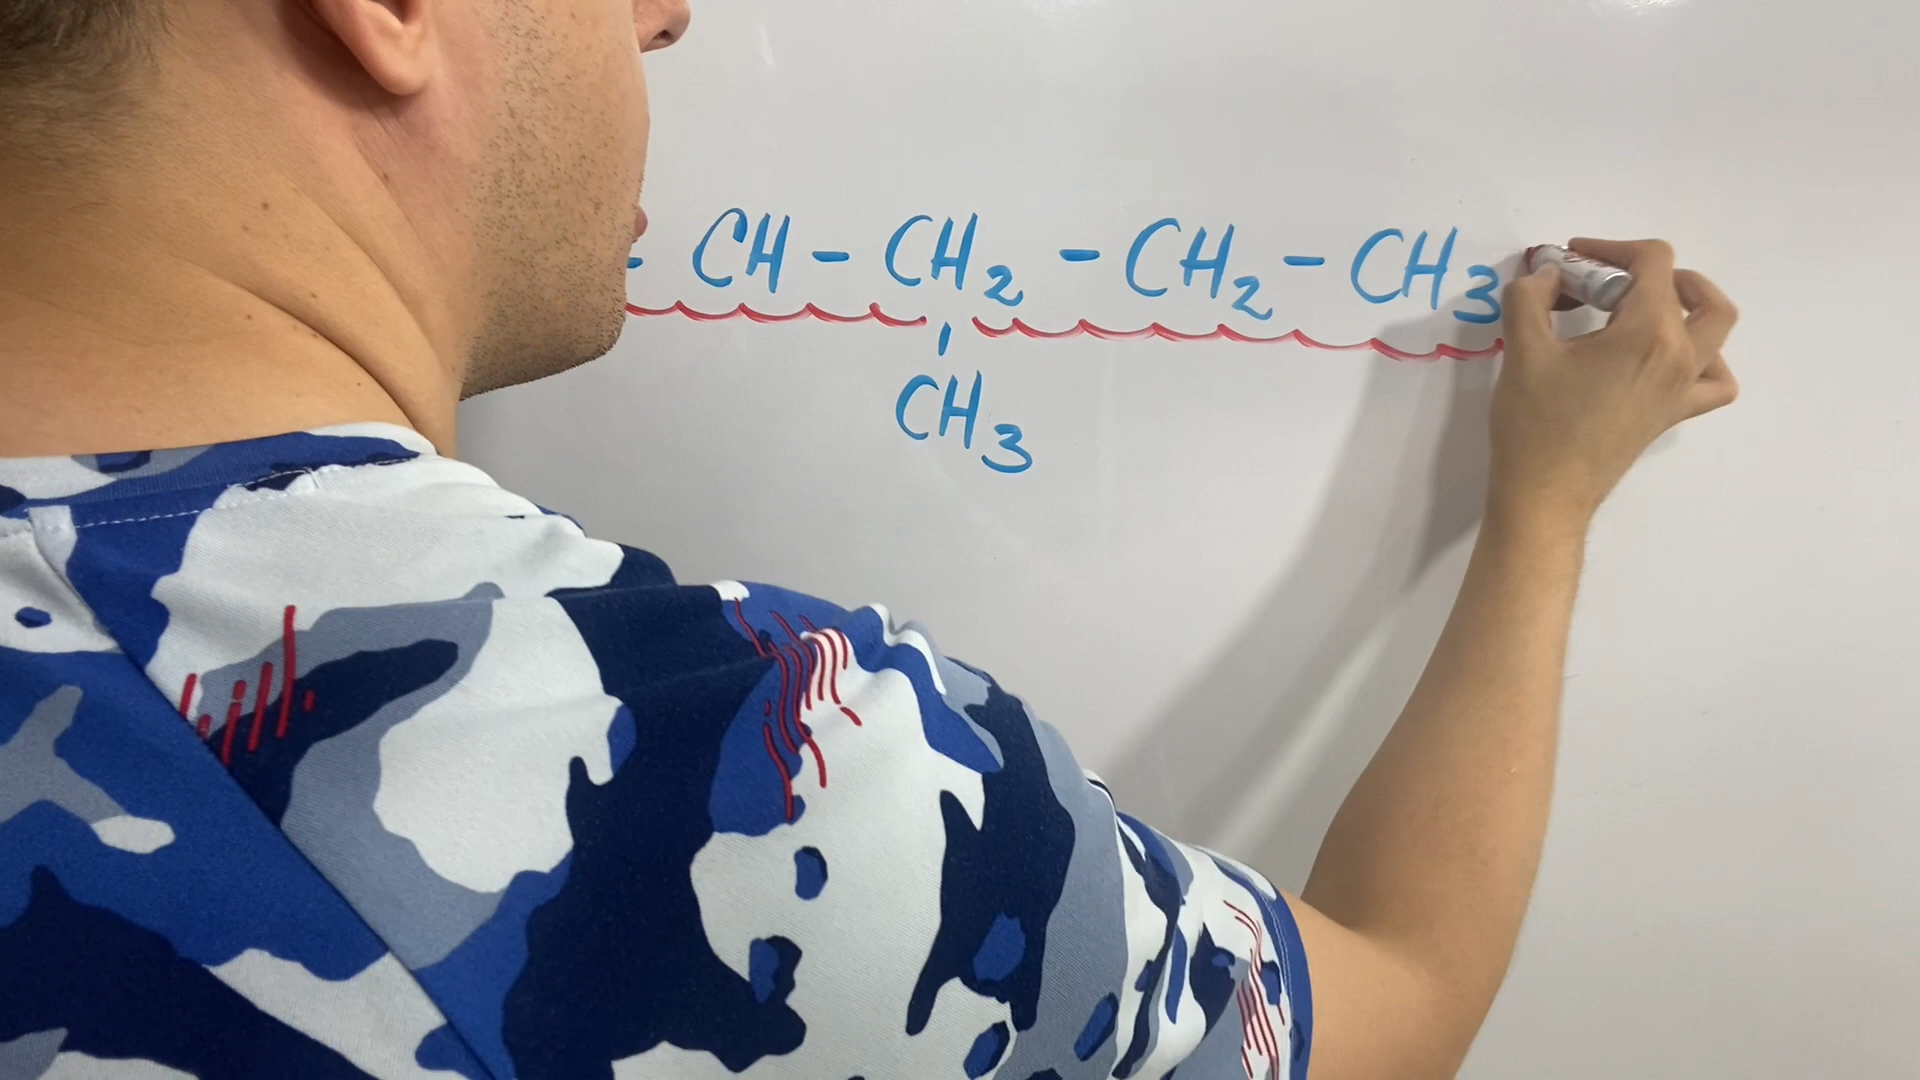 - CH - CH₂ - CH₂ - CH₃
CH₃